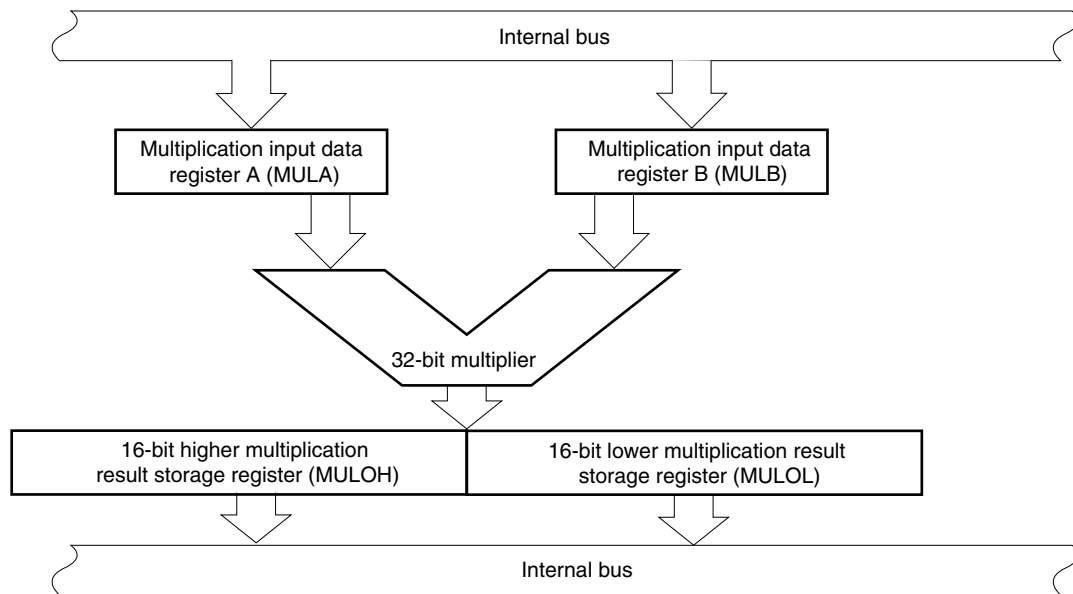 Internal bus
Multiplication input data
register A (MULA)
Multiplication input data
register B (MULB)
32-bit multiplier
16-bit higher multiplication
result storage register (MULOH)
16-bit lower multiplication result
storage register (MULOL)
Internal bus